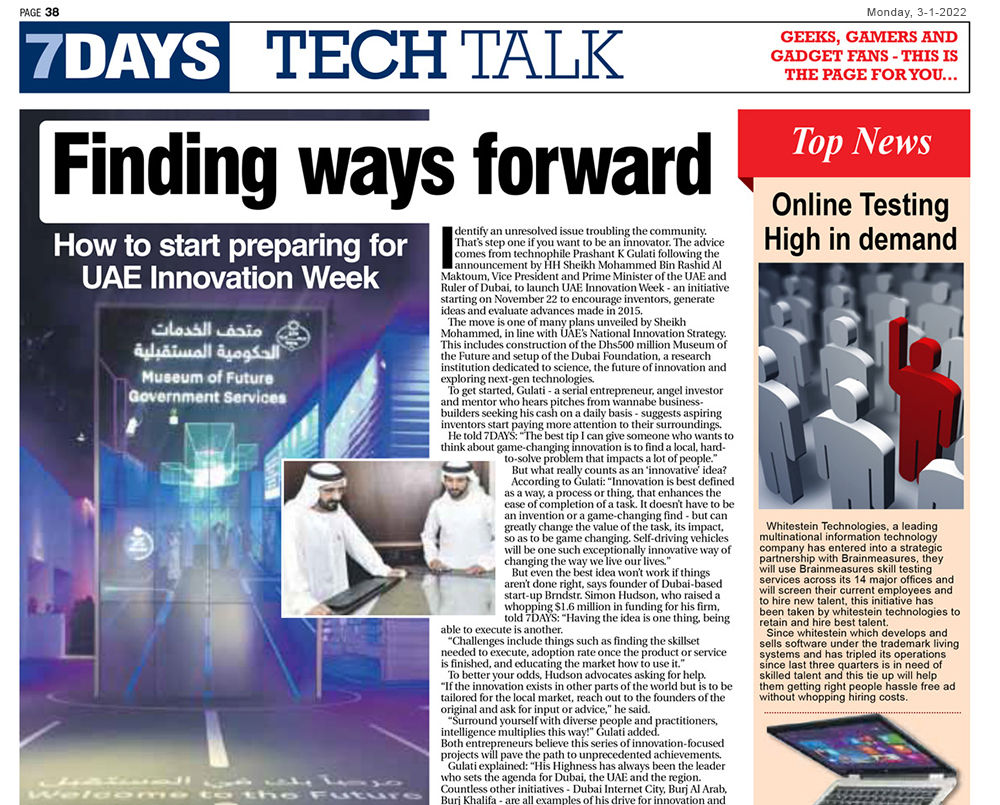 PAGE 38
Monday, 3-1-2022
7DAYS
TECH TALK
GEEKS, GAMERS AND
GADGET FANS - THIS IS
THE PAGE FOR YOU...
Finding ways forward
How to start preparing for
UAE Innovation Week
متحف الخدمات
الحكومية المستقبلية
Museum of Future
Government Services
مرحباً بك في المستقبل
Welcome to the Future
Identify an unresolved issue troubling the community.
That's step one if you want to be an innovator. The advice
comes from technophile Prashant K Gulati following the
announcement by HH Sheikh Mohammed Bin Rashid Al
Maktoum, Vice President and Prime Minister of the UAE and
Ruler of Dubai, to launch UAE Innovation Week - an initiative
starting on November 22 to encourage inventors, generate
ideas and evaluate advances made in 2015.
The move is one of many plans unveiled by Sheikh
Mohammed, in line with UAE's National Innovation Strategy.
This includes construction of the Dhs500 million Museum of
the Future and setup of the Dubai Foundation, a research
institution dedicated to science, the future of innovation and
exploring next-gen technologies.
To get started, Gulati - a serial entrepreneur, angel investor
and mentor who hears pitches from wannabe business-
builders seeking his cash on a daily basis - suggests aspiring
inventors start paying more attention to their surroundings.
He told 7DAYS: “The best tip I can give someone who wants to
think about game-changing innovation is to find a local, hard-
to-solve problem that impacts a lot of people.”
But what really counts as an ‘innovative’ idea?
According to Gulati: “Innovation is best defined
as a way, a process or thing, that enhances the
ease of completion of a task. It doesn't have to be
an invention or a game-changing find - but can
greatly change the value of the task, its impact,
so as to be game changing. Self-driving vehicles
will be one such exceptionally innovative way of
changing the way we live our lives.”
But even the best idea won't work if things
aren't done right, says founder of Dubai-based
start-up Brndstr. Simon Hudson, who raised a
whopping $1.6 million in funding for his firm,
told 7DAYS: “Having the idea is one thing, being
able to execute is another.
“Challenges include things such as finding the skillset
needed to execute, adoption rate once the product or service
is finished, and educating the market how to use it.”
To better your odds, Hudson advocates asking for help.
“If the innovation exists in other parts of the world but is to be
tailored for the local market, reach out to the founders of the
original and ask for input or advice,” he said.
“Surround yourself with diverse people and practitioners,
intelligence multiplies this way!” Gulati added.
Both entrepreneurs believe this series of innovation-focused
projects will pave the path to unprecedented achievements.
Gulati explained: “His Highness has always been the leader
who sets the agenda for Dubai, the UAE and the region.
Countless other initiatives - Dubai Internet City, Burj Al Arab,
Burj Khalifa - are all examples of his drive for innovation and
Top News
Online Testing
High in demand
Whitestein Technologies, a leading
multinational information technology
company has entered into a strategic
partnership with Brainmeasures, they
will use Brainmeasures skill testing
services across its 14 major offices and
will screen their current employees and
to hire new talent, this initiative has
been taken by whitestein technologies to
retain and hire best talent.
Since whitestein which develops and
sells software under the trademark living
systems and has tripled its operations
since last three quarters is in need of
skilled talent and this tie up will help
them getting right people hassle free ad
without whopping hiring costs.